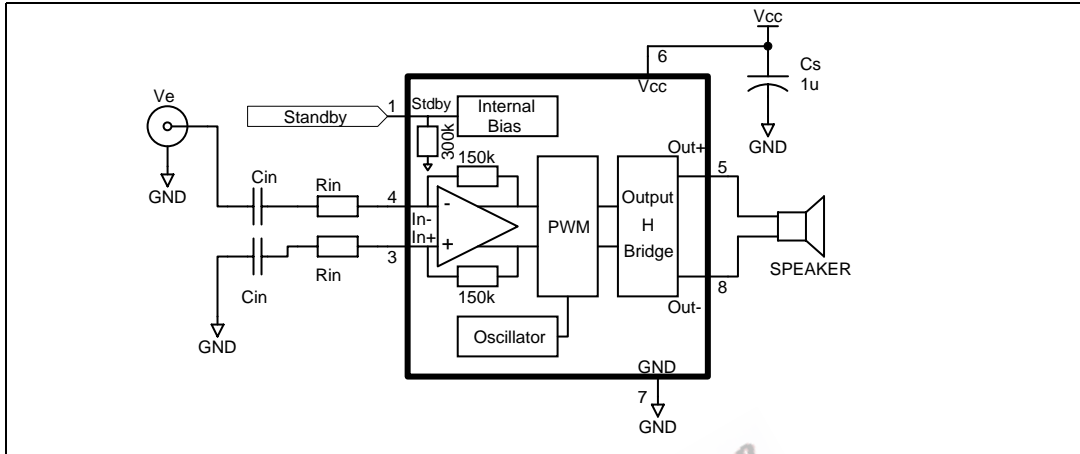 Vcc
6
Cs
1u
Vcc
Ve
1
Stdby
Internal
Bias
Standby
300k
GND
150k
Out+
5
GND
Cin
Rin
4
-
Output
H
Bridge
PWM
In-
In+
+
3
SPEAKER
Rin
Cin
150k
8
Out-
Oscillator
GND
GND
7
GND